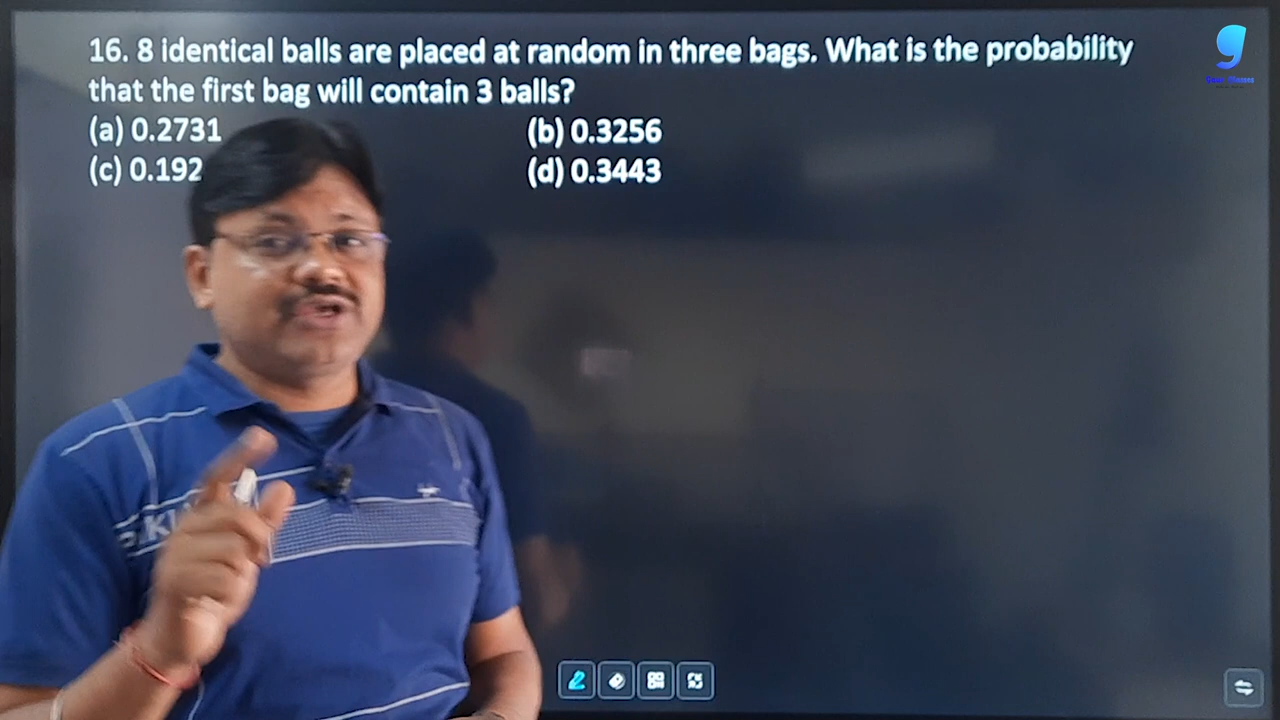 16. 8 identical balls are placed at random in three bags. What is the probability
that the first bag will contain 3 balls?
(a) 0.2731 (b) 0.3256
(c) 0.192 (d) 0.3443